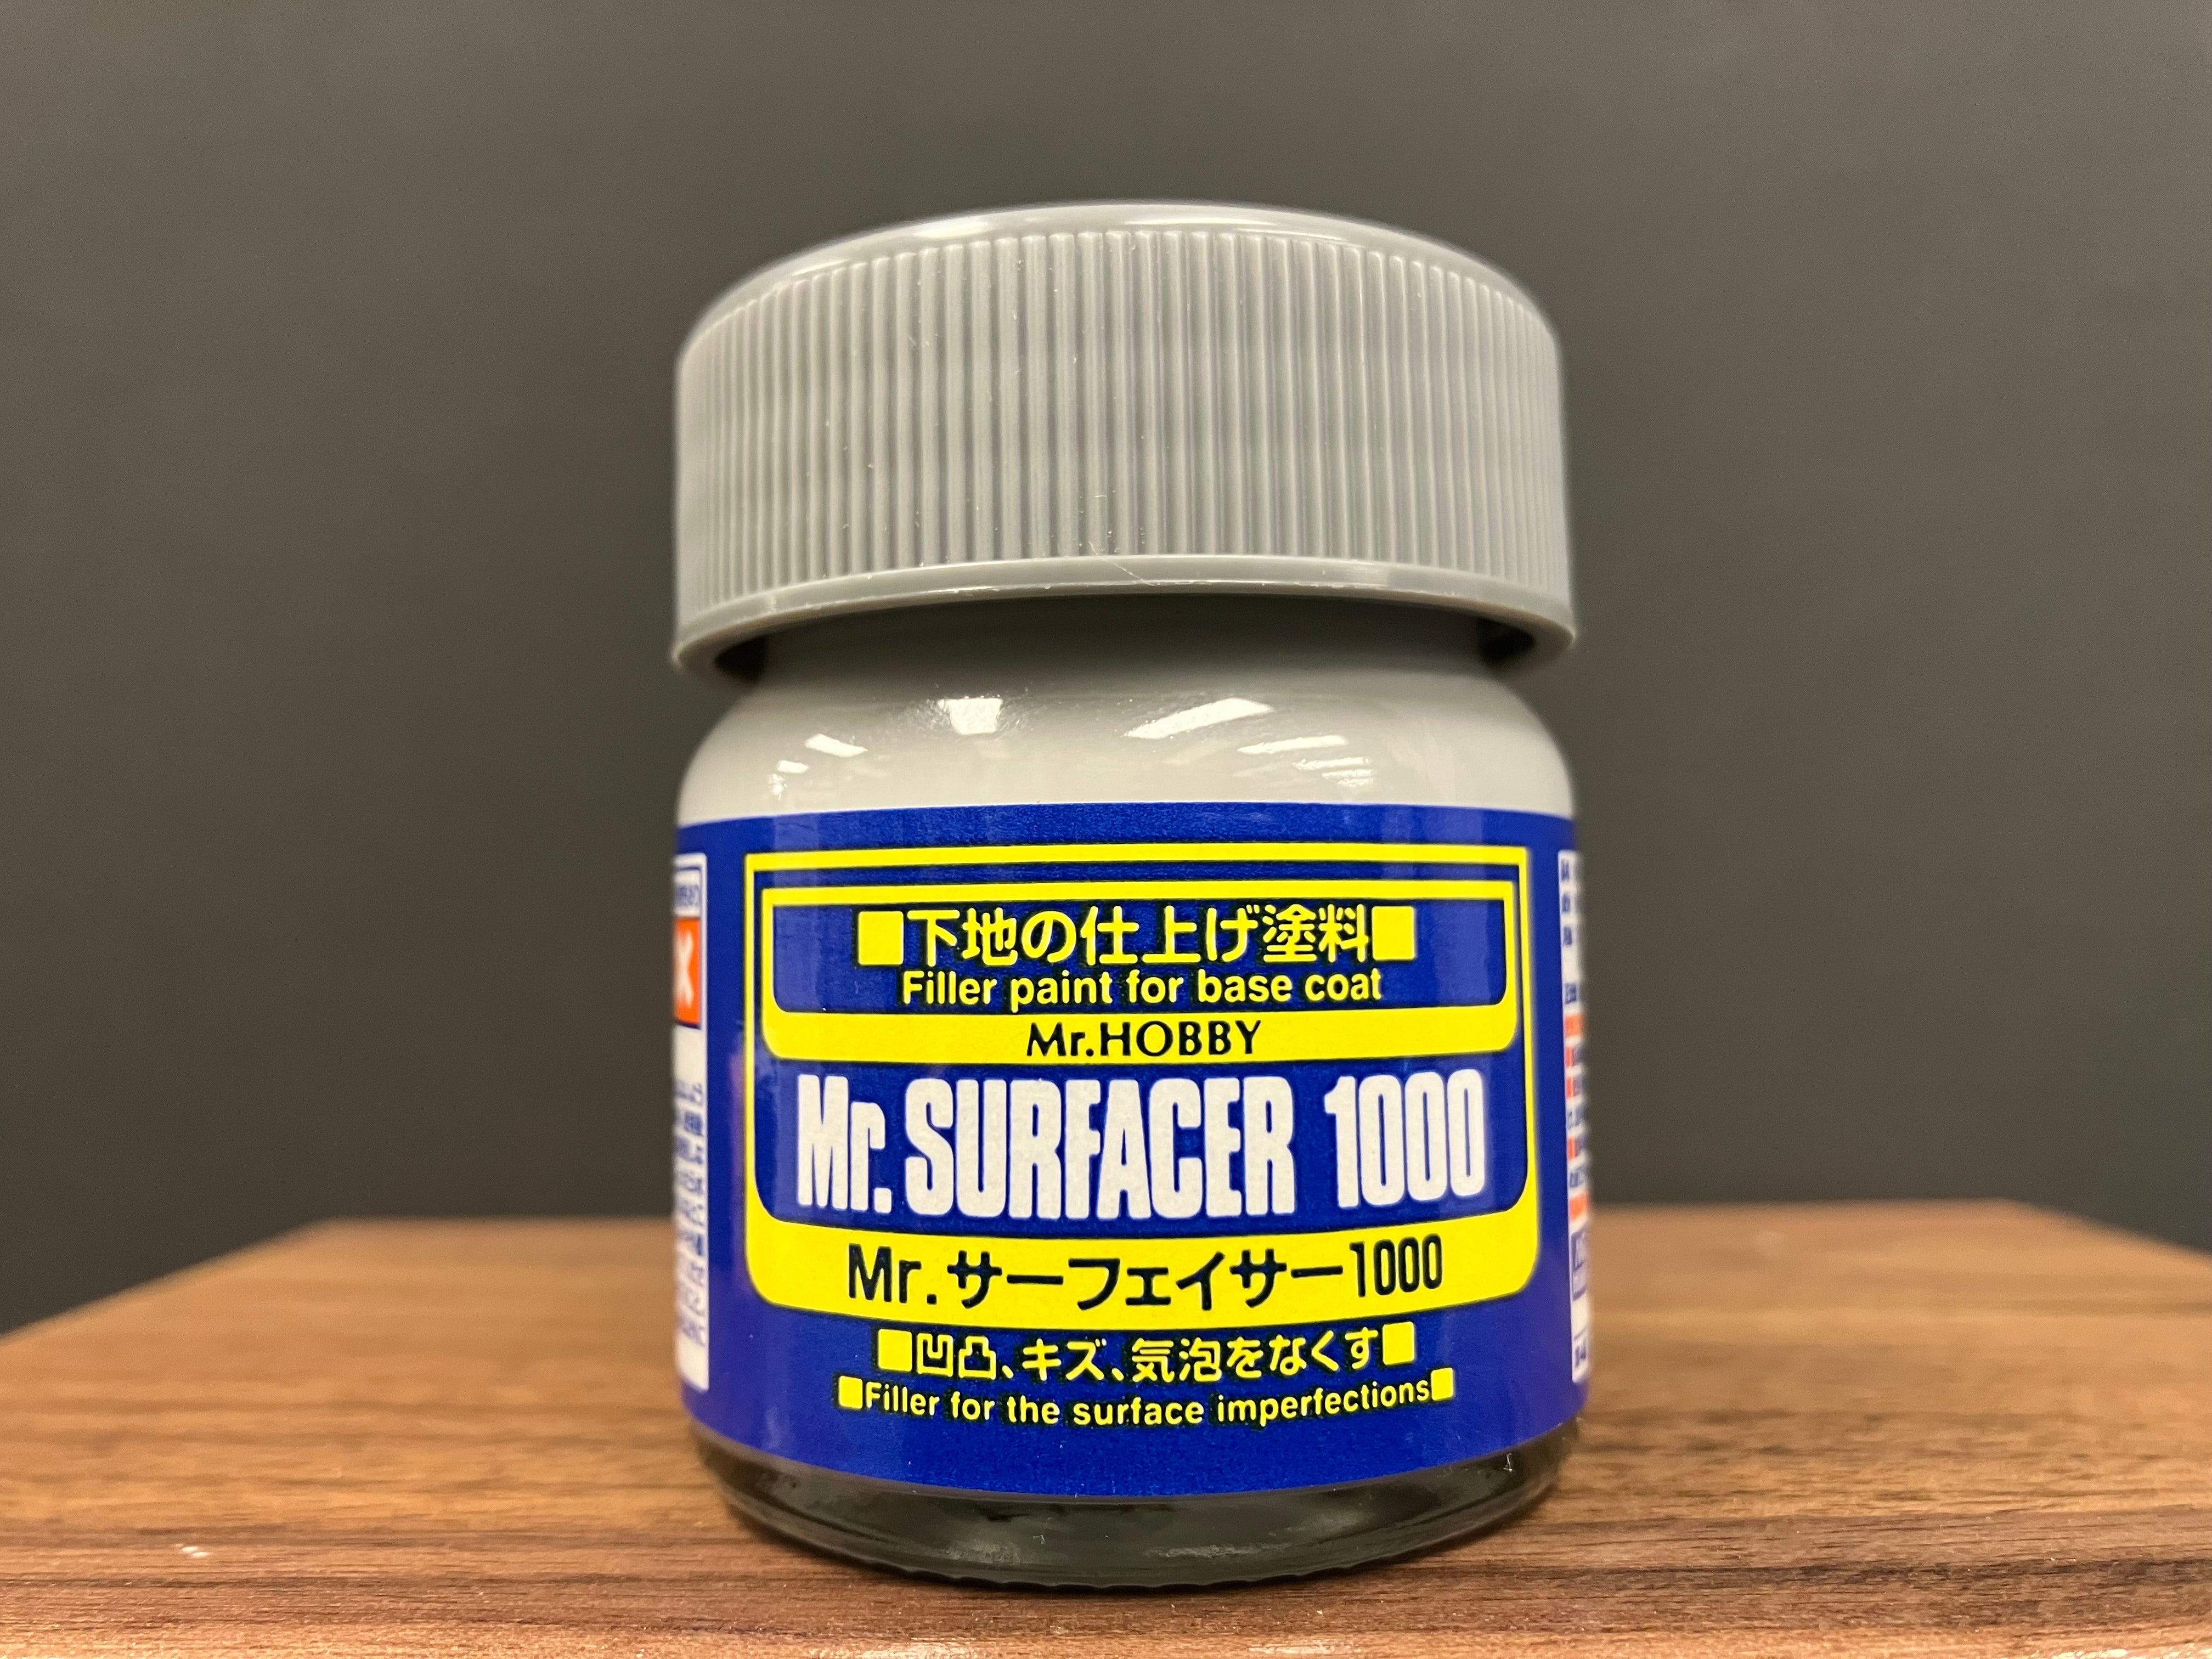 ■下地の仕上げ塗料■
Filler paint for base coat
Mr.HOBBY
Mr. SURFACER 1000
Mr.サーフェイサー1000
■凹凸、キズ、気泡をなくす■
■Filler for the surface imperfections■